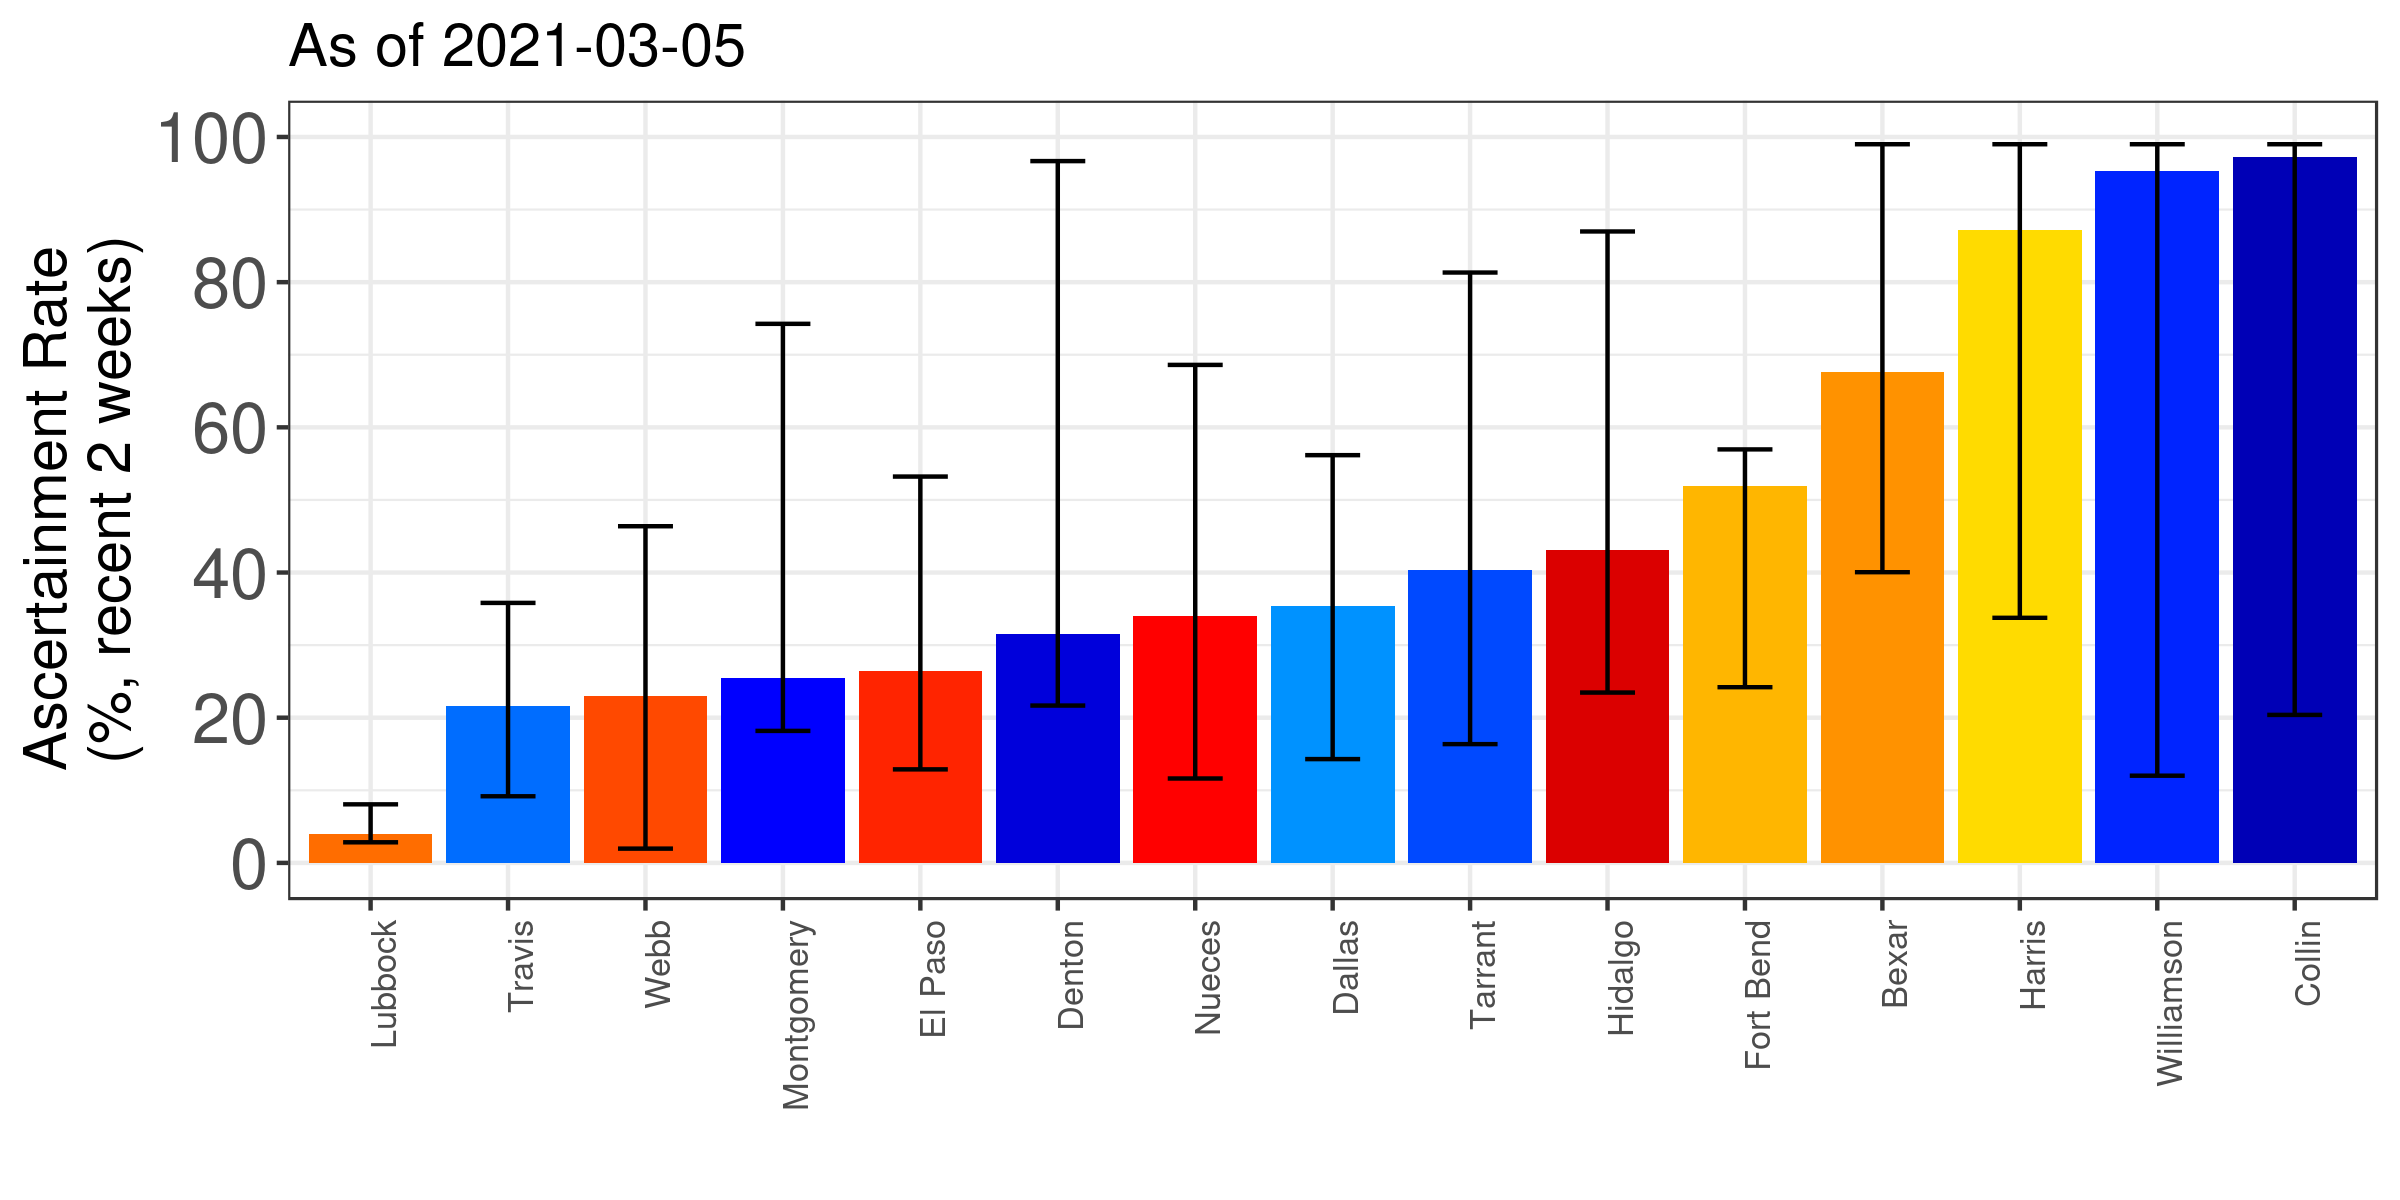 As of 2021-03-05
Ascertainment Rate
(%, recent 2 weeks)
100
80
60
40
20
0
Lubbock
Travis
Webb
Montgomery
El Paso
Denton
Nueces
Dallas
Tarrant
Hidalgo
Fort Bend
Bexar
Harris
Williamson
Collin